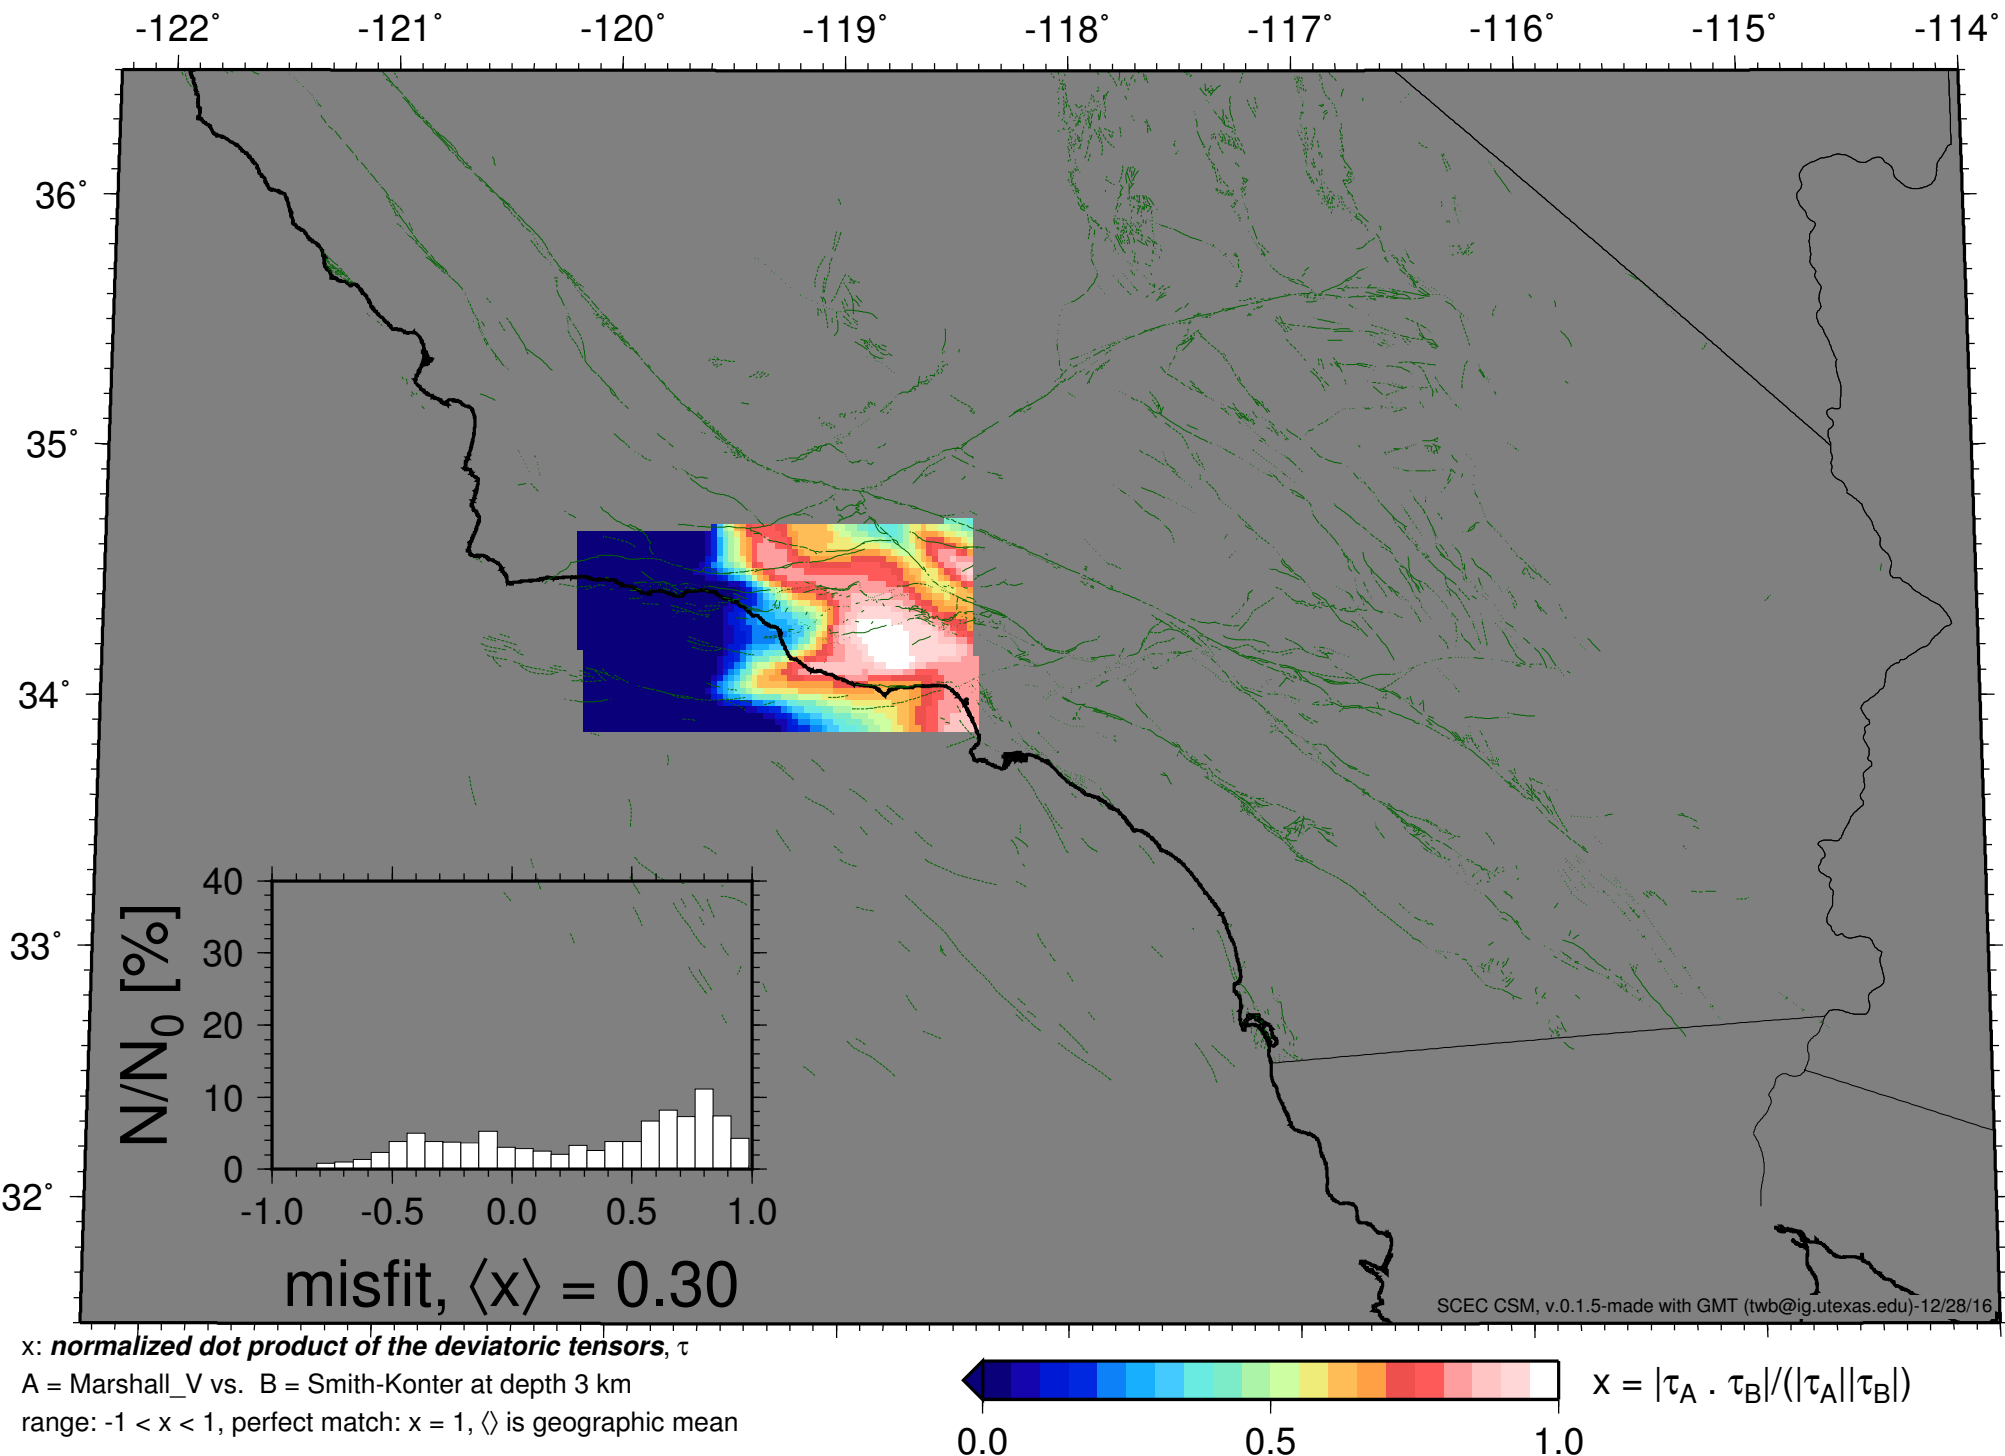 -122° -121° -120° -119° -118° -117° -116° -115° -114°
36°
35°
34°
33°
32°
N/N0 [%]
40
30
20
10
0
-1.0 -0.5 0.0 0.5 1.0
misfit, ⟨x⟩ = 0.30
SCEC CSM, v.0.1.5-made with GMT (twb@ig.utexas.edu)-12/28/16
x: normalized dot product of the deviatoric tensors, τ
A = Marshall_V vs. B = Smith-Konter at depth 3 km
range: -1 < x < 1, perfect match: x = 1, ⟨⟩ is geographic mean
x = |τA . τB|/(|τA||τB|)
0.0 0.5 1.0